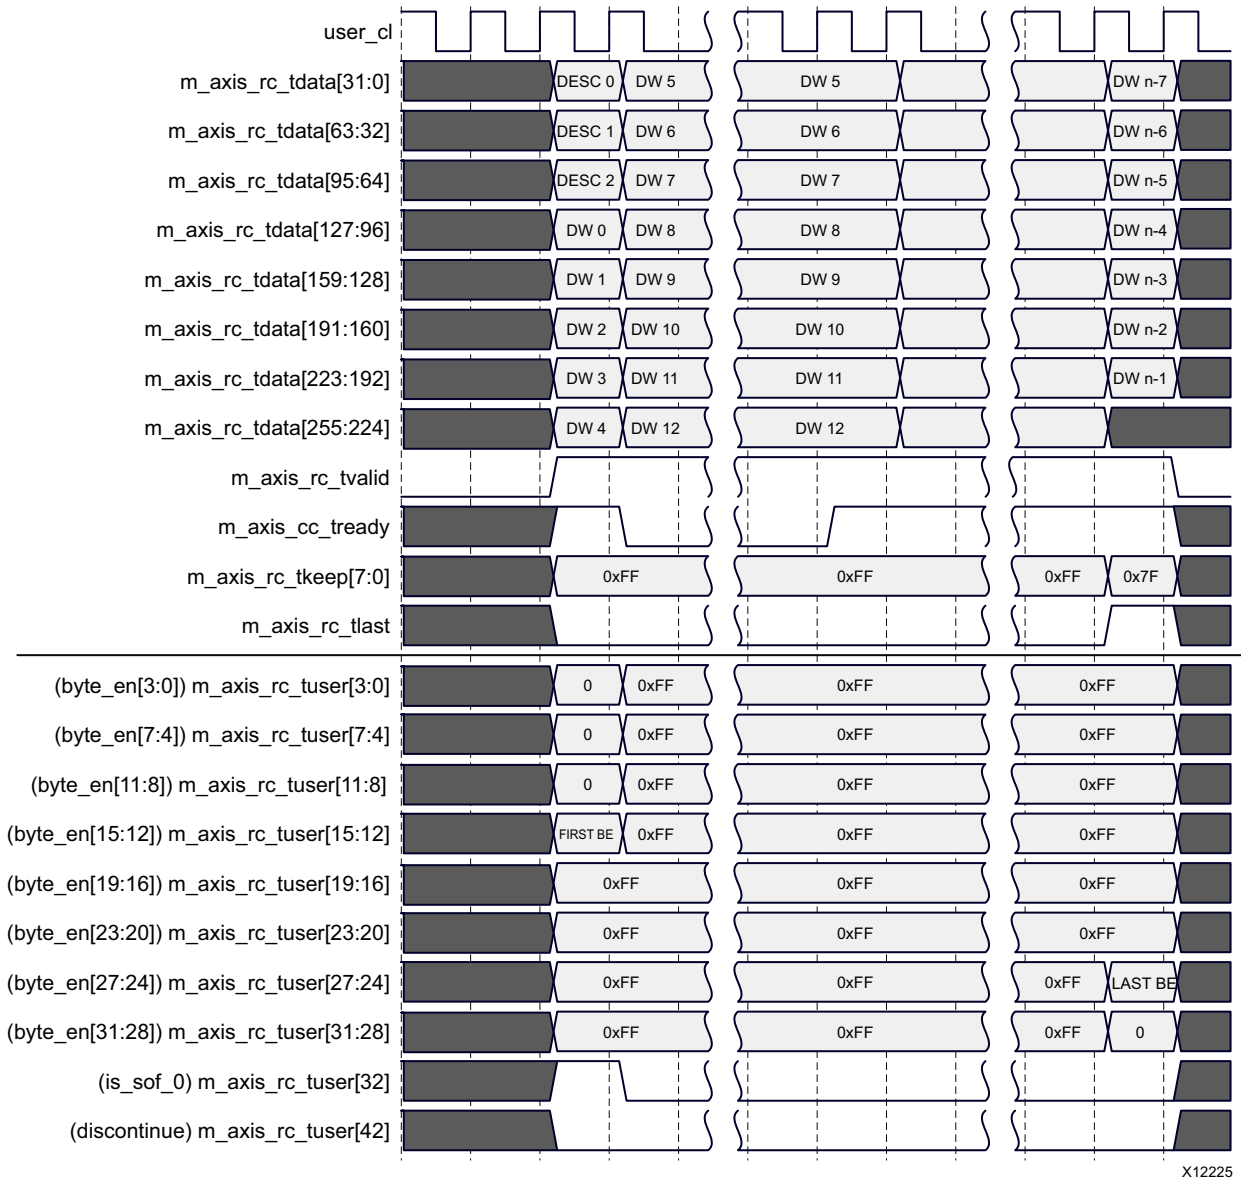 user_cl
m_axis_rc_tdata[31:0] DESC 0 DW 5 DW 5 DW n-7
m_axis_rc_tdata[63:32] DESC 1 DW 6 DW 6 DW n-6
m_axis_rc_tdata[95:64] DESC 2 DW 7 DW 7 DW n-5
m_axis_rc_tdata[127:96] DW 0 DW 8 DW 8 DW n-4
m_axis_rc_tdata[159:128] DW 1 DW 9 DW 9 DW n-3
m_axis_rc_tdata[191:160] DW 2 DW 10 DW 10 DW n-2
m_axis_rc_tdata[223:192] DW 3 DW 11 DW 11 DW n-1
m_axis_rc_tdata[255:224] DW 4 DW 12 DW 12
m_axis_rc_tvalid
m_axis_cc_tready
m_axis_rc_tkeep[7:0] 0xFF 0xFF 0xFF 0x7F
m_axis_rc_tlast
(byte_en[3:0]) m_axis_rc_tuser[3:0] 0 0xFF 0xFF 0xFF
(byte_en[7:4]) m_axis_rc_tuser[7:4] 0 0xFF 0xFF 0xFF
(byte_en[11:8]) m_axis_rc_tuser[11:8] 0 0xFF 0xFF 0xFF
(byte_en[15:12]) m_axis_rc_tuser[15:12] FIRST BE 0xFF 0xFF 0xFF
(byte_en[19:16]) m_axis_rc_tuser[19:16] 0xFF 0xFF 0xFF
(byte_en[23:20]) m_axis_rc_tuser[23:20] 0xFF 0xFF 0xFF
(byte_en[27:24]) m_axis_rc_tuser[27:24] 0xFF 0xFF 0xFF LAST BE
(byte_en[31:28]) m_axis_rc_tuser[31:28] 0xFF 0xFF 0xFF 0
(is_sof_0) m_axis_rc_tuser[32]
(discontinue) m_axis_rc_tuser[42]
X12225